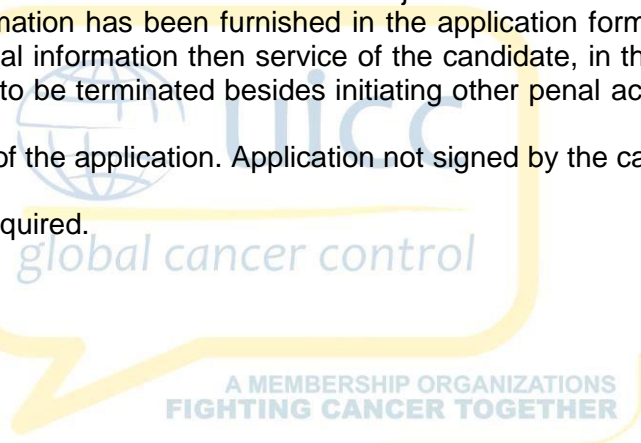 mation has been furnished in the application form
al information then service of the candidate, in th
to be terminated besides initiating other penal ac
of the application. Application not signed by the ca
quired.
uicc
global cancer control
A MEMBERSHIP ORGANIZATIONS
FIGHTING CANCER TOGETHER